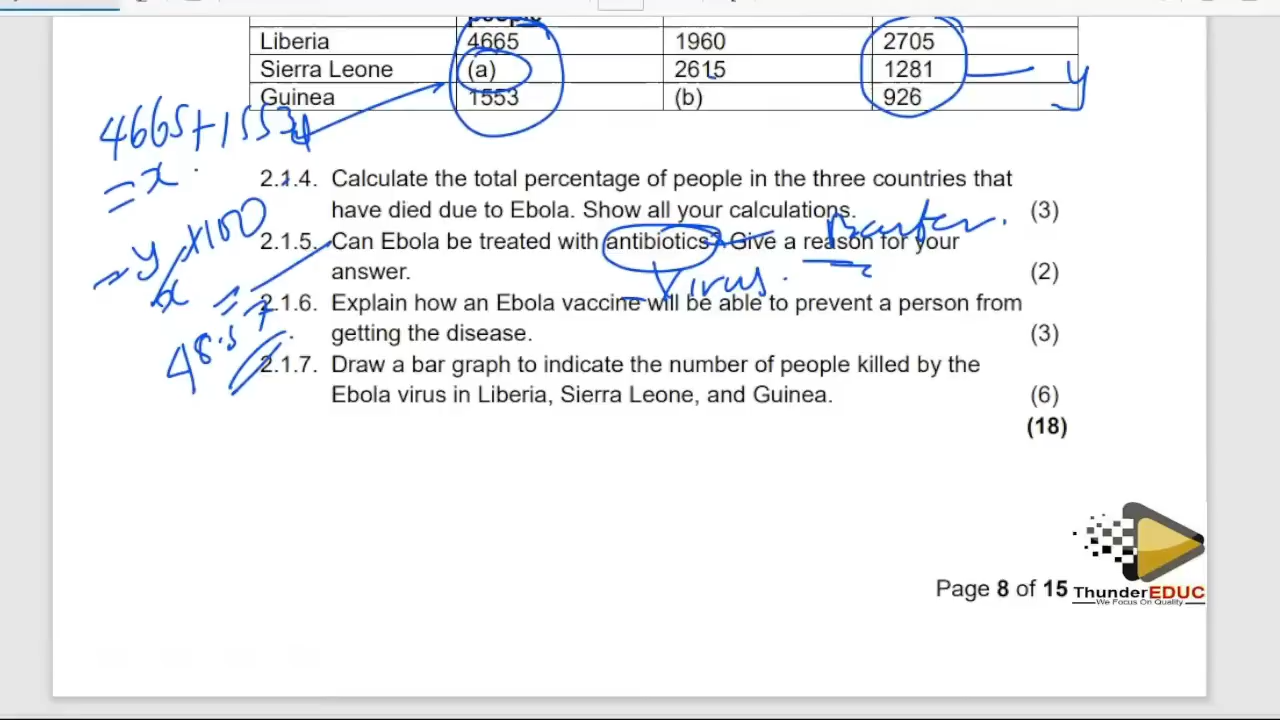 people
Liberia 4665 1960 2705
Sierra Leone (a) 2615 1281
Guinea 1553 (b) 926
y
4665+1553
=x
2.1.4. Calculate the total percentage of people in the three countries that
have died due to Ebola. Show all your calculations. (3)
= y/x ×100
2.1.5. Can Ebola be treated with antibiotics? Give a reason for your
answer. (2)
Virus.
2.1.6. Explain how an Ebola vaccine will be able to prevent a person from
getting the disease. (3)
=
48.5
2.1.7. Draw a bar graph to indicate the number of people killed by the
Ebola virus in Liberia, Sierra Leone, and Guinea. (6)
(18)
Page 8 of 15
ThunderEDUC
We Focus On Quality